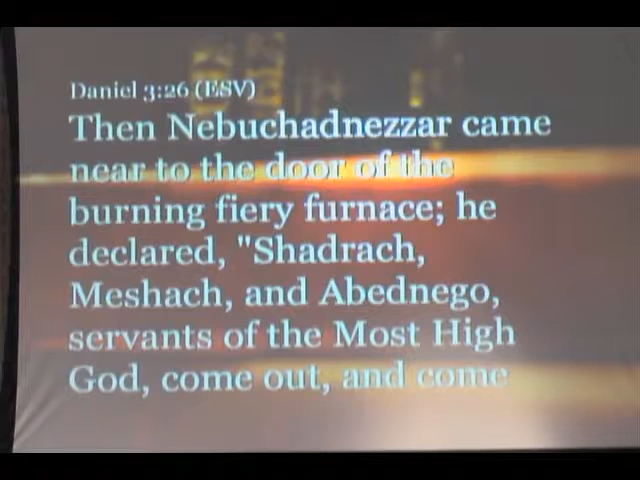 Daniel 3:26 (ESV)
Then Nebuchadnezzar came
near to the door of the
burning fiery furnace; he
declared, "Shadrach,
Meshach, and Abednego,
servants of the Most High
God, come out, and come